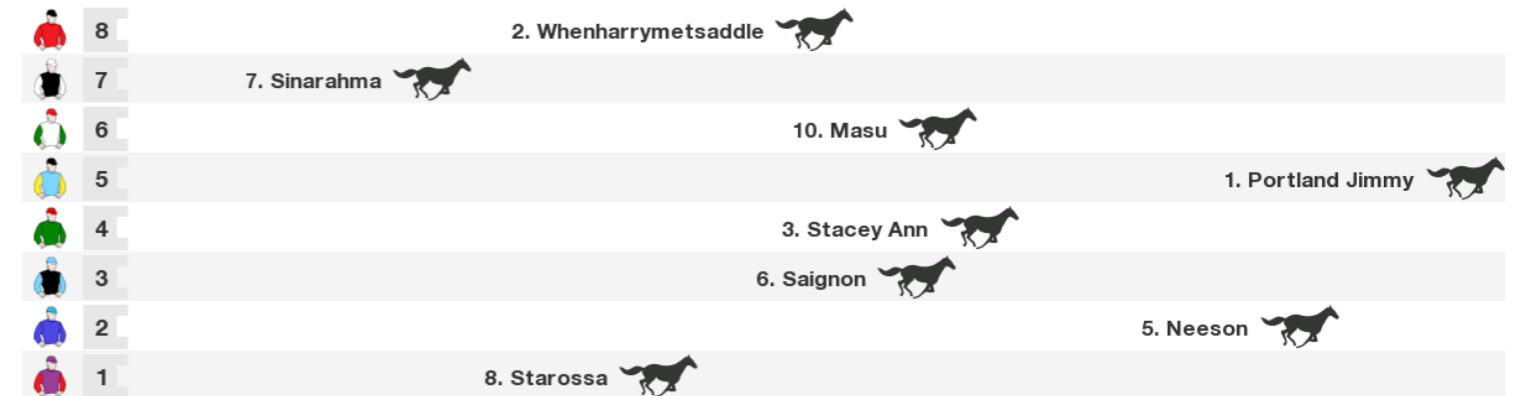 8 2. Whenharrymetsaddle
7 7. Sinarahma
6 10. Masu
5 1. Portland Jimmy
4 3. Stacey Ann
3 6. Saignon
2 5. Neeson
1 8. Starossa